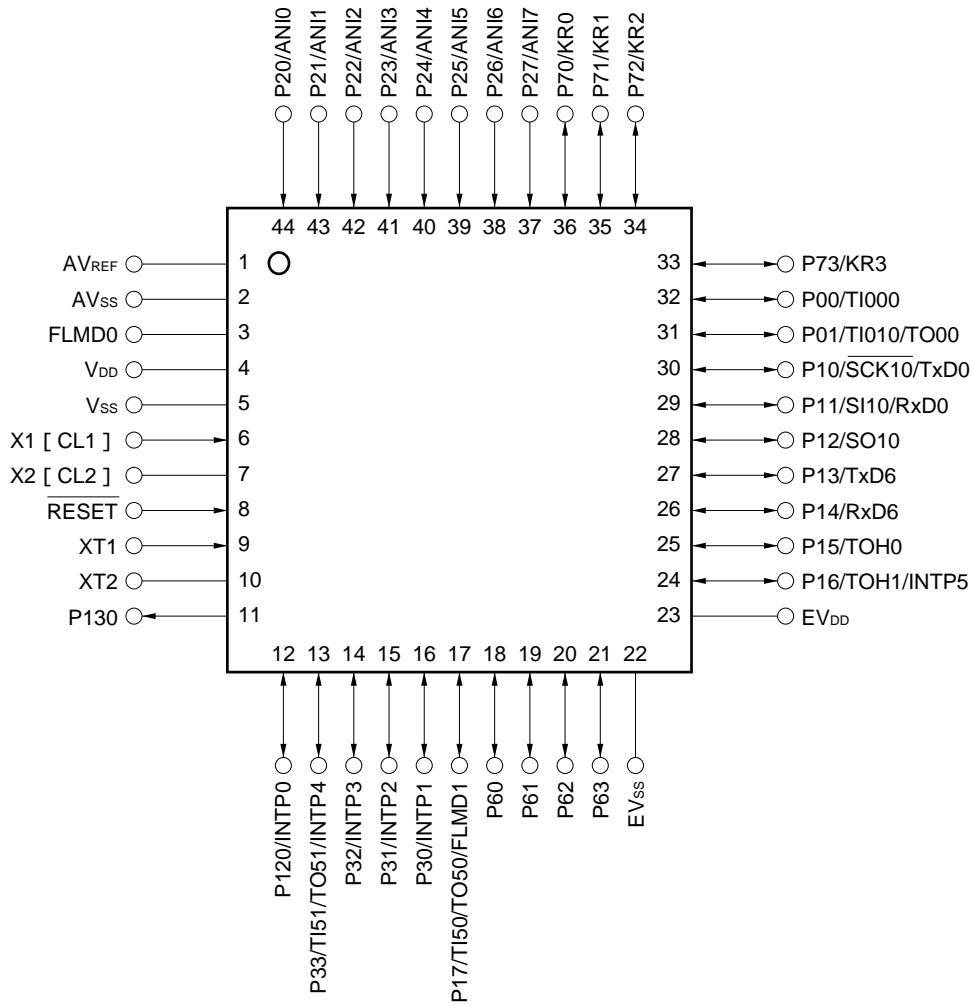 P20/ANI0
P21/ANI1
P22/ANI2
P23/ANI3
P24/ANI4
P25/ANI5
P26/ANI6
P27/ANI7
P70/KR0
P71/KR1
P72/KR2
44 43 42 41 40 39 38 37 36 35 34
AVREF 1 33 P73/KR3
AVSS 2 32 P00/TI000
FLMD0 3 31 P01/TI010/TO00
VDD 4 30 P10/SCK10/TxD0
VSS 5 29 P11/SI10/RxD0
X1 [ CL1 ] 6 28 P12/SO10
X2 [ CL2 ] 7 27 P13/TxD6
RESET 8 26 P14/RxD6
XT1 9 25 P15/TOH0
XT2 10 24 P16/TOH1/INTP5
P130 11 23 EVDD
12 13 14 15 16 17 18 19 20 21 22
P120/INTP0
P33/TI51/TO51/INTP4
P32/INTP3
P31/INTP2
P30/INTP1
P17/TI50/TO50/FLMD1
P60
P61
P62
P63
EVSS